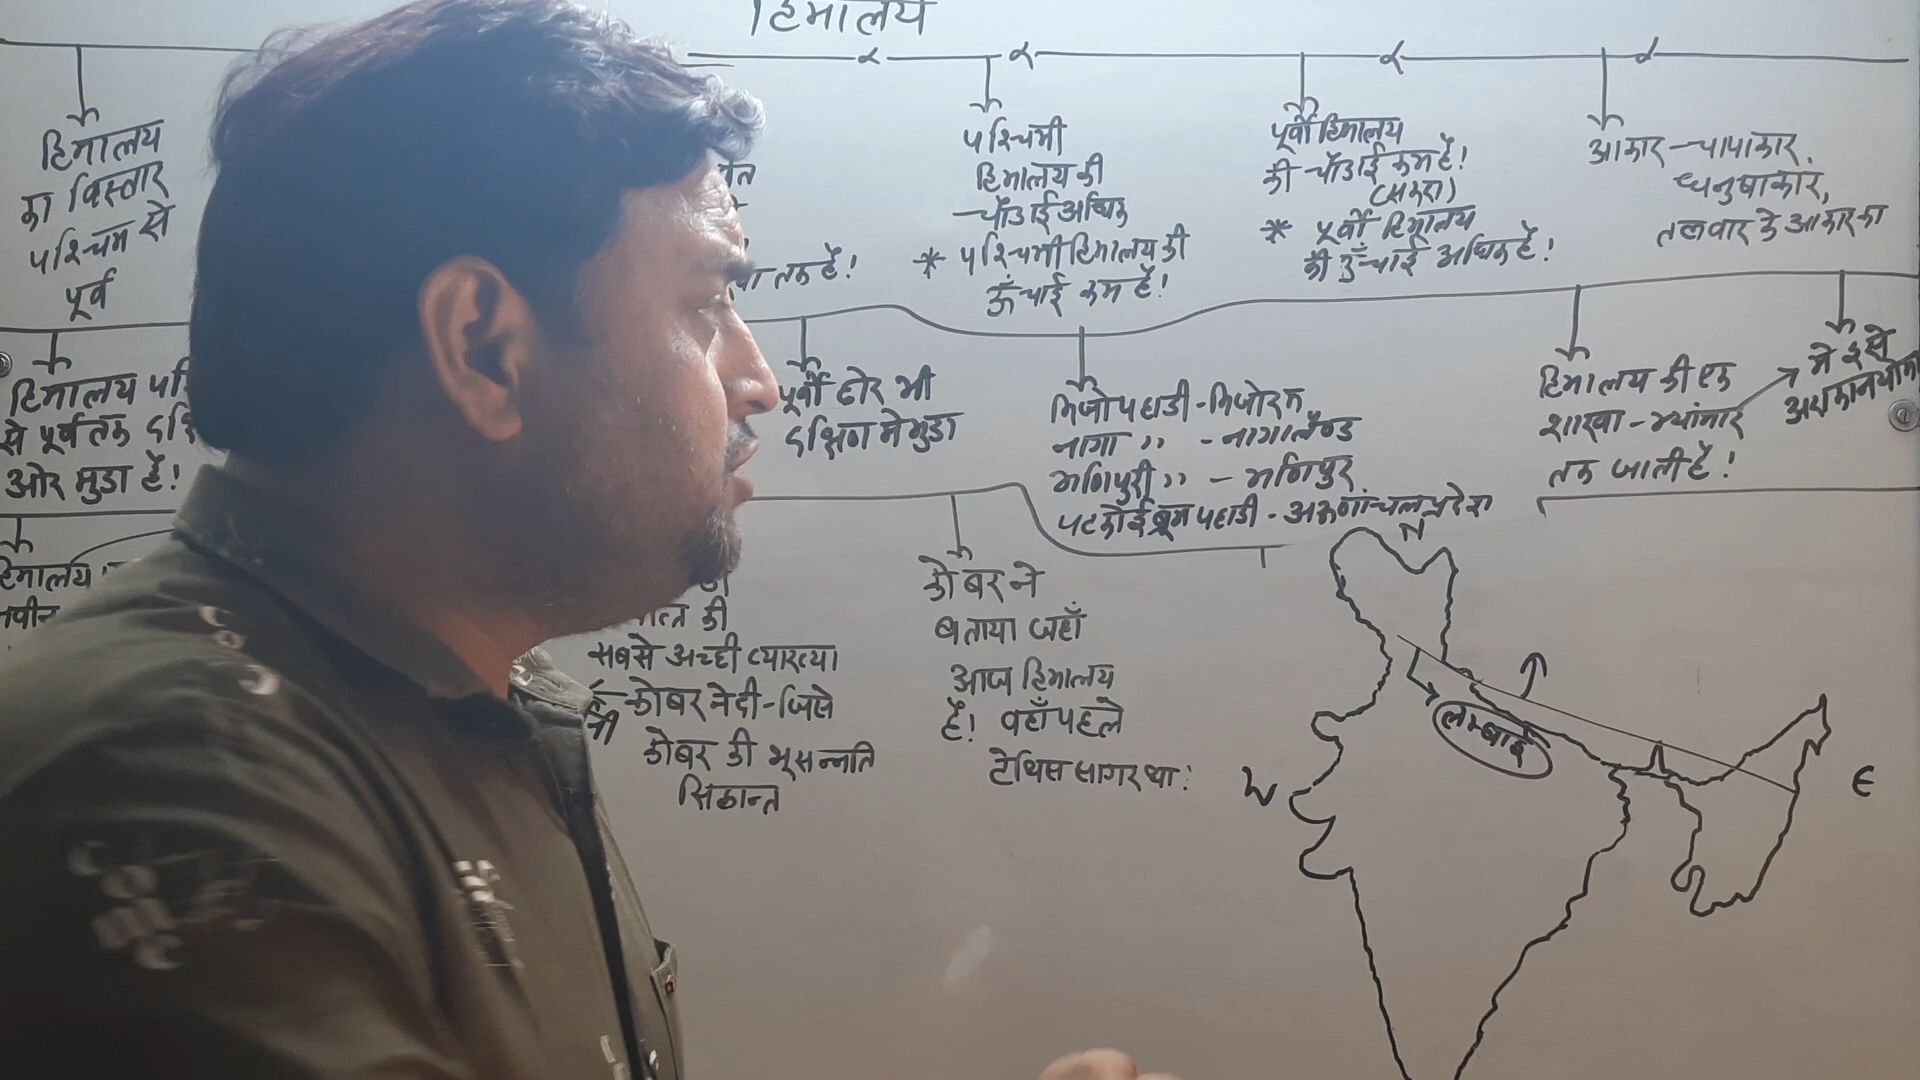 हिमालय
हिमालय
का विस्तार
पश्चिम से
पूर्व
तक है!
पश्चिमी
हिमालय की
चौडाई अधिक
* पश्चिमी हिमालय की
ऊँचाई कम है!
पूर्वी हिमालय
की चौडाई कम है!
(सकरा)
* पूर्वी हिमालय
की ऊँचाई अधिक है!
आकार - चापाकार,
धनुषाकार,
तलवार के आकार का
हिमालय
से पूर्व तक
ओर मुडा है!
पूर्वी छोर भी
दक्षिण मे मुडा
मिजो पहाडी - मिजोरम
नागा " - नागालैण्ड
मणिपुरी " - मणिपुर
पटकोई बूम पहाडी - अरूणांचल प्रदेश
हिमालय की एक
शाखा - म्यांमार
तक जाती है!
मे इसे
हिमालय
की
सबसे अच्छी व्याख्या
कोबर ने दी - जिसे
कोबर की भूसन्नति
सिद्धान्त
कोबर ने
बताया जहाँ
आज हिमालय
है! वहाँ पहले
टेथिस सागर था!
N
लम्बाई
W
E